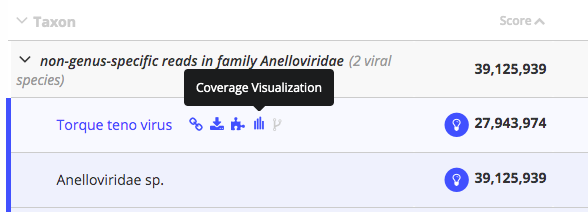 Taxon Score
non-genus-specific reads in family Anelloviridae (2 viral
species) 39,125,939
Coverage Visualization
Torque teno virus 27,943,974
Anelloviridae sp. 39,125,939